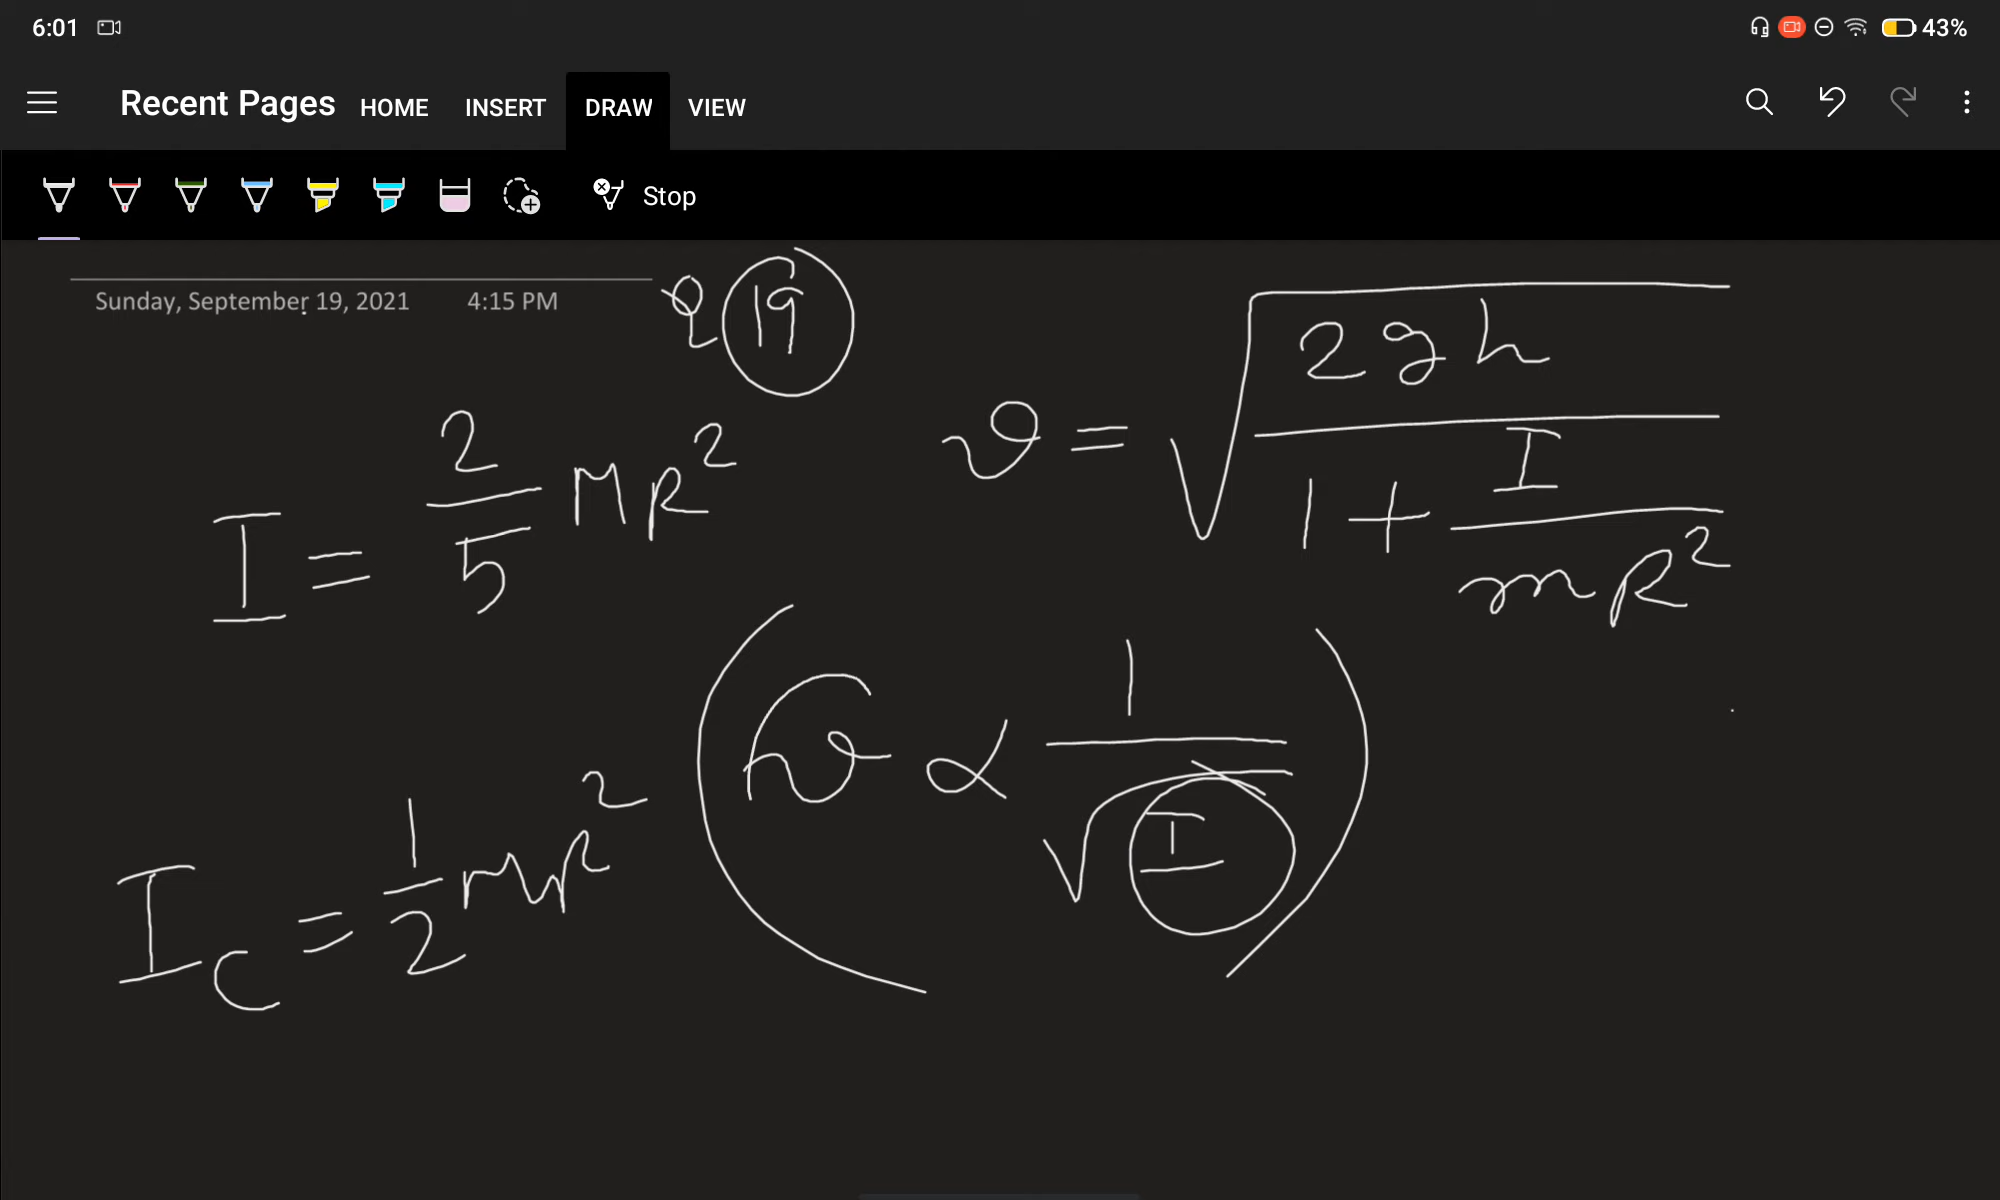 6:01 43%
Recent Pages HOME INSERT DRAW VIEW
Stop
Sunday, September 19, 2021 4:15 PM
Q 19
I = 2/5 MR²
v = √(2gh / (1 + I/mR²))
v ∝ 1/√I
I_C = 1/2 MR²